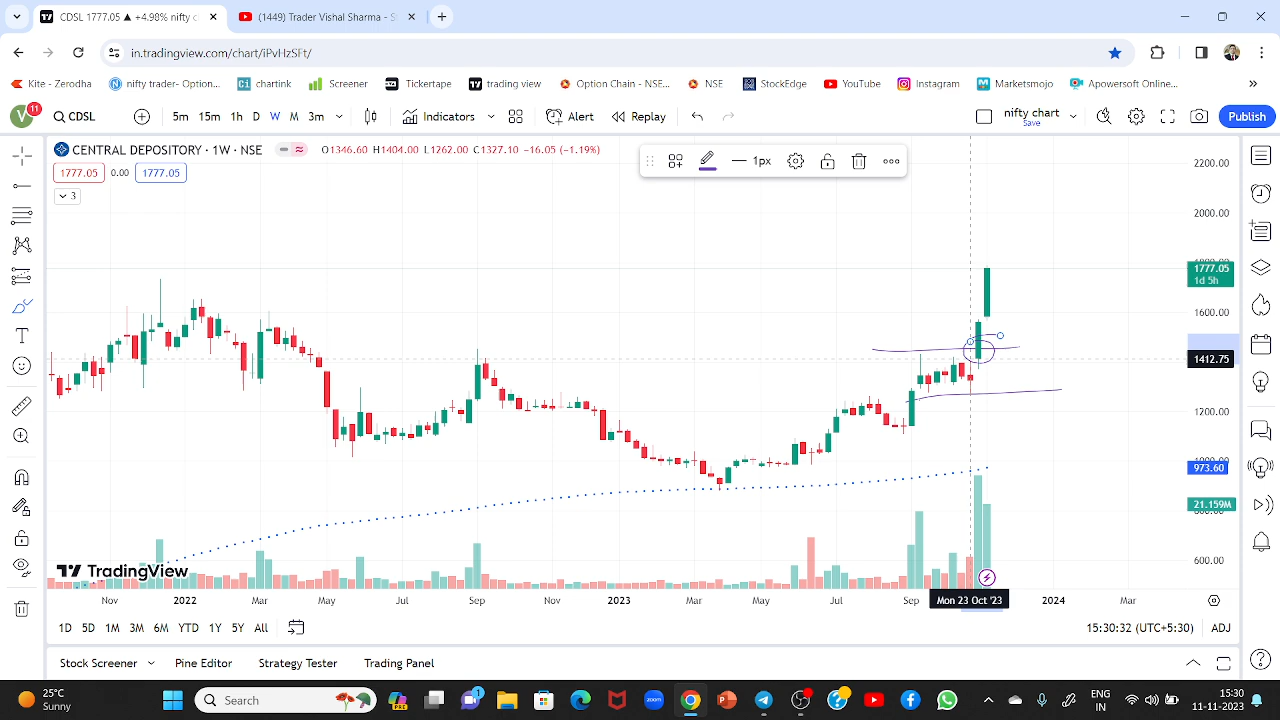 CDSL 1777.05 ▲ +4.98% nifty c
(1449) Trader Vishal Sharma - S
in.tradingview.com/chart/iPvHzSFt/
Kite - Zerodha
nifty trader- Option...
Ci chartink
Screener
Tickertape
trading view
Option Chain - NSE...
NSE
StockEdge
YouTube
Instagram
Marketsmojo
Apowersoft Online...
V 11 CDSL 5m 15m 1h D W M 3m Indicators Alert Replay nifty chart Save Publish
CENTRAL DEPOSITORY · 1W · NSE O1346.60 H1404.00 L1262.00 C1327.10 −16.05 (−1.19%)
1777.05 0.00 1777.05
3
1px
2200.00
2000.00
1777.05
1d 5h
1600.00
1412.75
1200.00
973.60
21.159M
600.00
TradingView
Nov 2022 Mar May Jul Sep Nov 2023 Mar May Jul Sep Mon 23 Oct '23 2024 Mar
1D 5D 1M 3M 6M YTD 1Y 5Y All 15:30:32 (UTC+5:30) ADJ
Stock Screener Pine Editor Strategy Tester Trading Panel
25°C
Sunny
Search
zoom
1
2
ENG
IN
15:30
11-11-2023